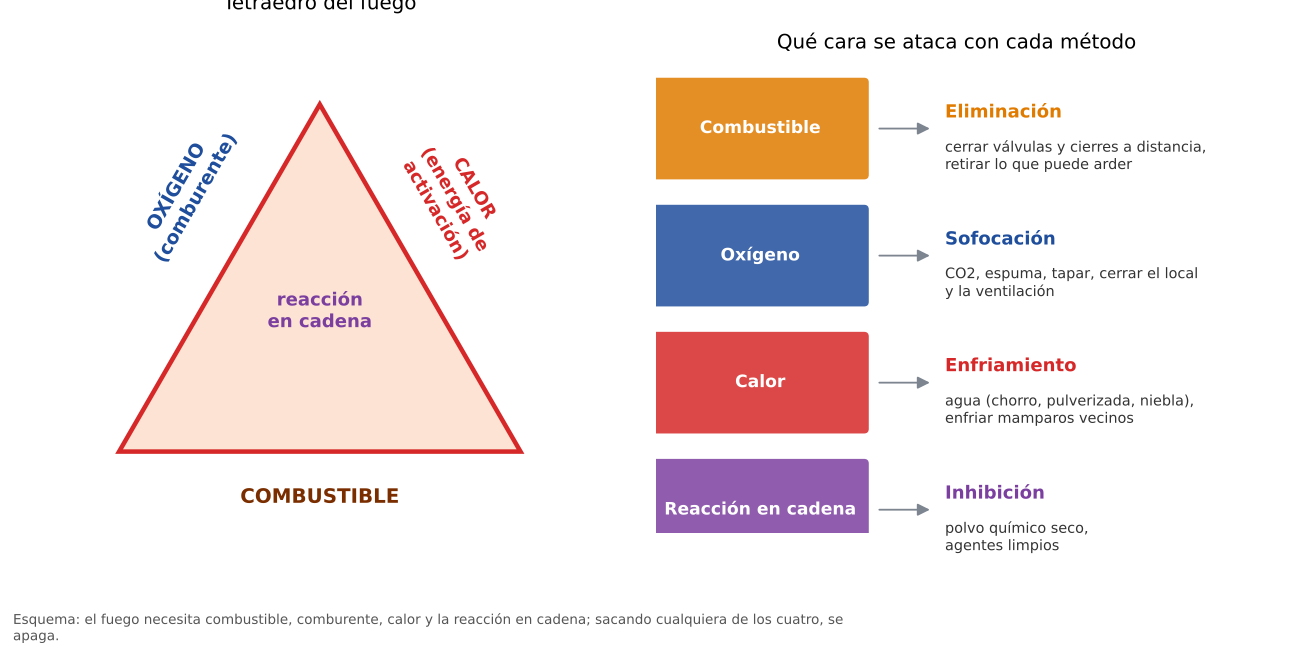 Tetraedro del fuego
OXÍGENO
(comburente)
CALOR
(energía de
activación)
reacción
en cadena
COMBUSTIBLE
Qué cara se ataca con cada método
Combustible
Eliminación
cerrar válvulas y cierres a distancia,
retirar lo que puede arder
Oxígeno
Sofocación
CO2, espuma, tapar, cerrar el local
y la ventilación
Calor
Enfriamiento
agua (chorro, pulverizada, niebla),
enfriar mamparos vecinos
Reacción en cadena
Inhibición
polvo químico seco,
agentes limpios
Esquema: el fuego necesita combustible, comburente, calor y la reacción en cadena; sacando cualquiera de los cuatro, se
apaga.